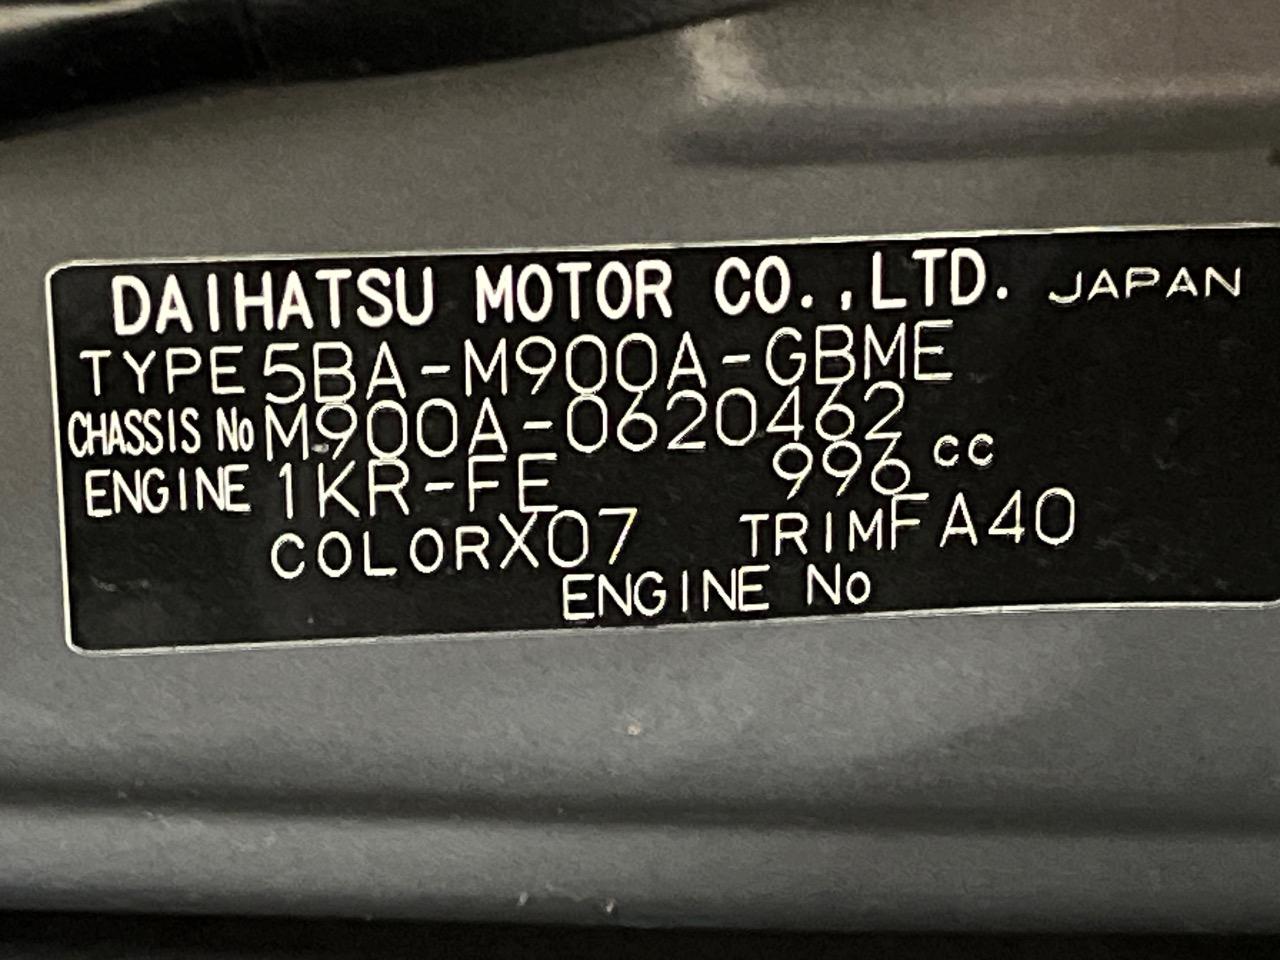 DAIHATSU MOTOR CO.,LTD. JAPAN
TYPE 5BA-M900A-GBME
CHASSIS No M900A-0620462
ENGINE 1KR-FE 996 cc
COLOR X07 TRIM FA40
ENGINE No